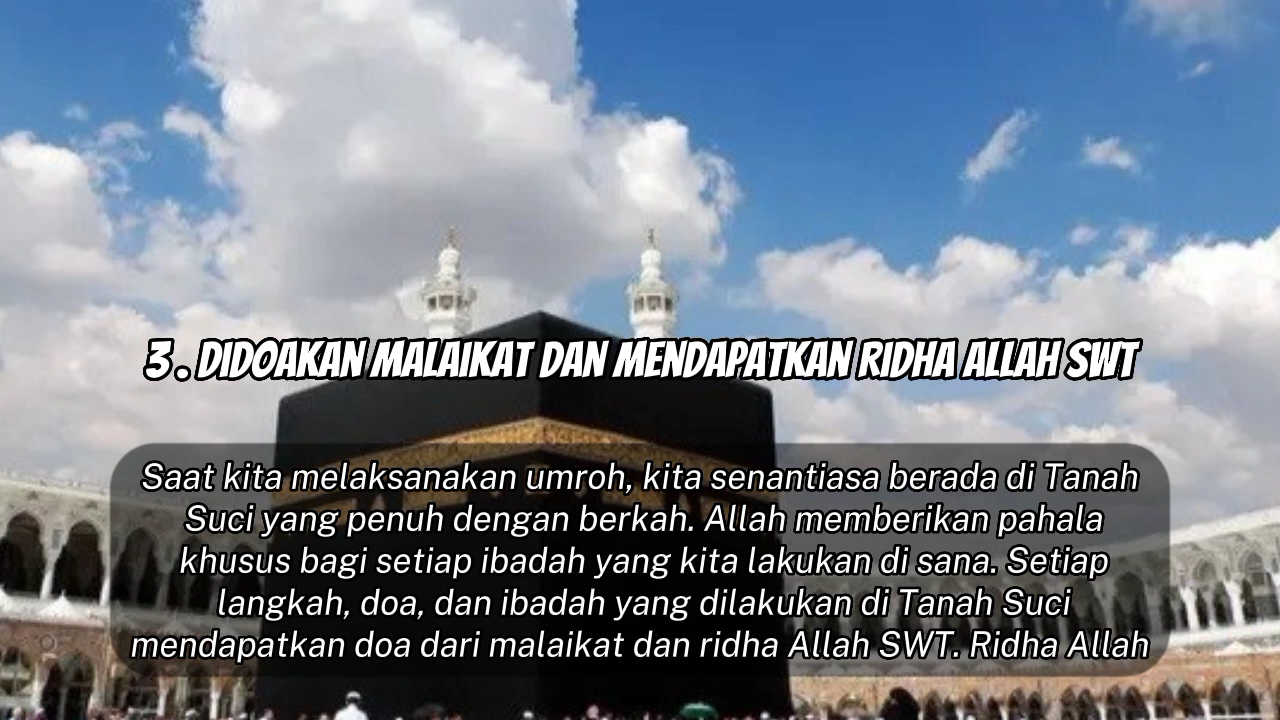 3 . DIDOAKAN MALAIKAT DAN MENDAPATKAN RIDHA ALLAH SWT
Saat kita melaksanakan umroh, kita senantiasa berada di Tanah
Suci yang penuh dengan berkah. Allah memberikan pahala
khusus bagi setiap ibadah yang kita lakukan di sana. Setiap
langkah, doa, dan ibadah yang dilakukan di Tanah Suci
mendapatkan doa dari malaikat dan ridha Allah SWT. Ridha Allah